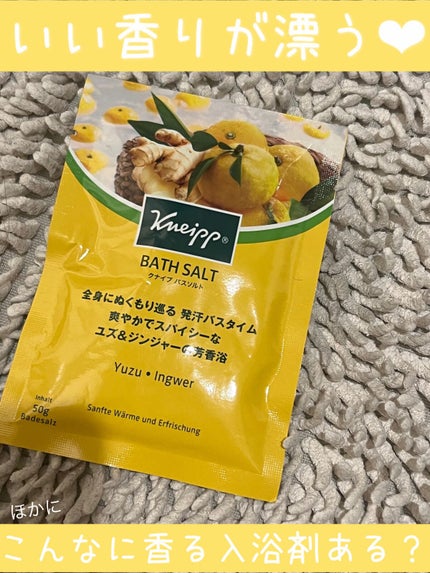 いい香りが漂う❤
Kneipp®
BATH SALT
クナイプ バスソルト
全身にぬくもり巡る 発汗バスタイム
爽やかでスパイシーな
ユズ&ジンジャーの芳香浴
Yuzu・Ingwer
Inhalt
50g
Badesalz
Sanfte Wärme und Erfrischung
ほかに
こんなに香る入浴剤ある？